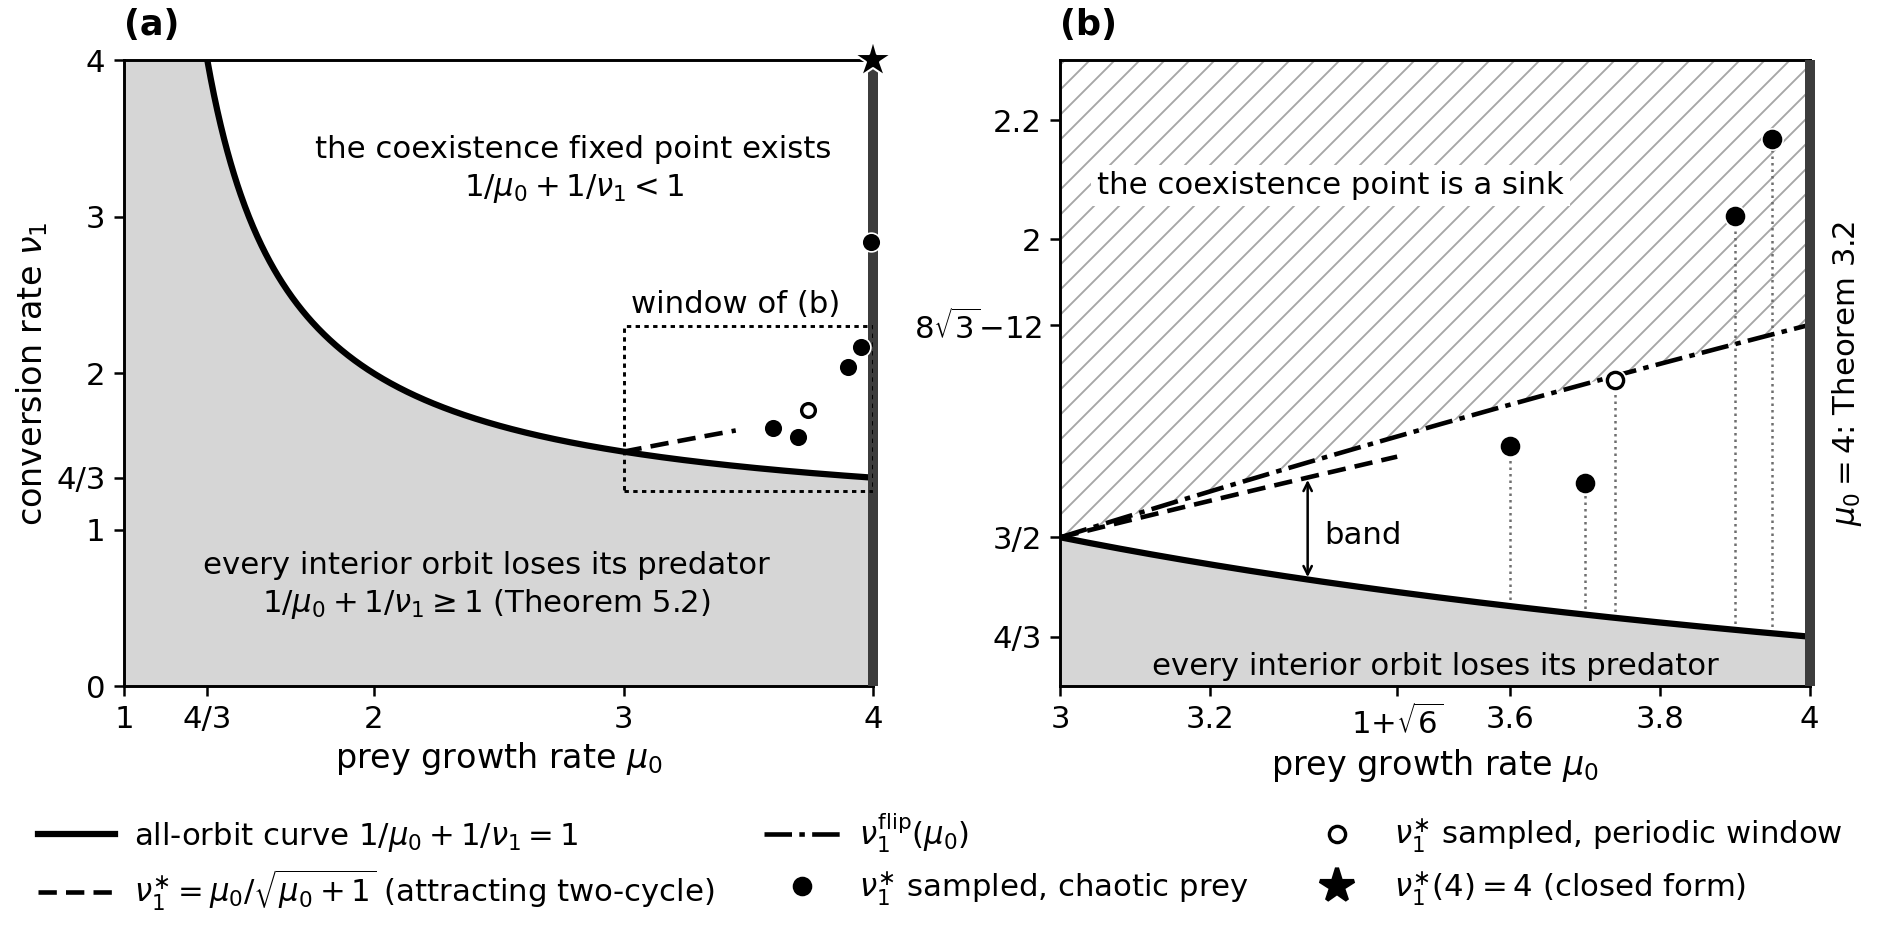 (a)
4
3
2
4/3
1
0
conversion rate ν₁
the coexistence fixed point exists
1/μ₀ + 1/ν₁ < 1
window of (b)
every interior orbit loses its predator
1/μ₀ + 1/ν₁ ≥ 1 (Theorem 5.2)
1
4/3
2
3
4
prey growth rate μ₀
(b)
2.2
2
8√3−12
3/2
4/3
the coexistence point is a sink
band
every interior orbit loses its predator
3
3.2
1+√6
3.6
3.8
4
prey growth rate μ₀
μ₀ = 4: Theorem 3.2
all-orbit curve 1/μ₀ + 1/ν₁ = 1
ν₁* = μ₀/√(μ₀ + 1) (attracting two-cycle)
ν₁^flip(μ₀)
ν₁* sampled, chaotic prey
ν₁* sampled, periodic window
ν₁*(4) = 4 (closed form)